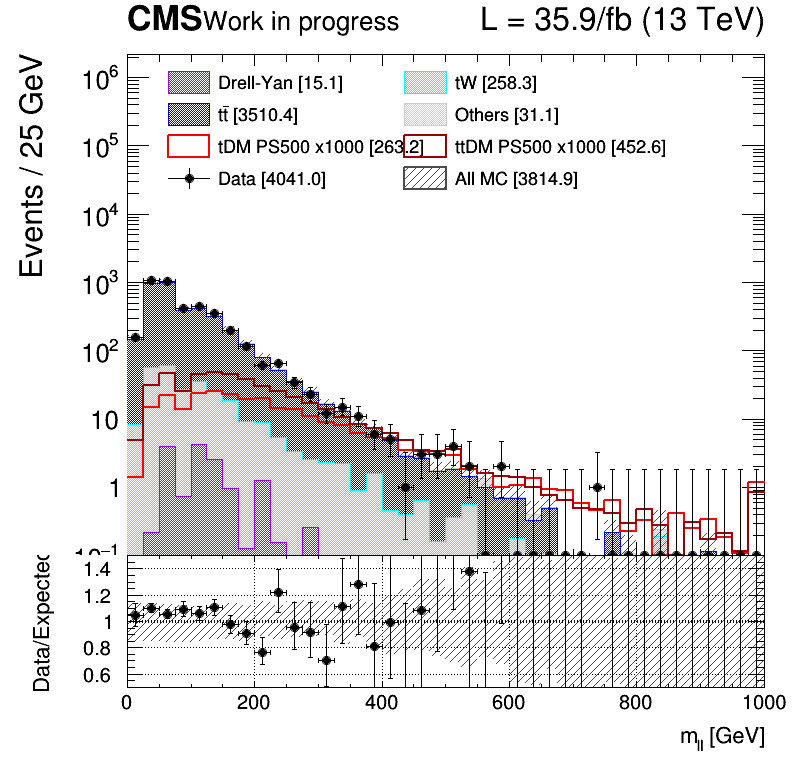 CMS Work in progress L = 35.9/fb (13 TeV)
Events / 25 GeV
10⁶
10⁵
10⁴
10³
10²
10
1
10⁻¹
Drell-Yan [15.1] tW [258.3]
tt̄ [3510.4] Others [31.1]
tDM PS500 x1000 [263.2] ttDM PS500 x1000 [452.6]
Data [4041.0] All MC [3814.9]
Data/Expected
1.4
1.2
1
0.8
0.6
0 200 400 600 800 1000
m_ll [GeV]